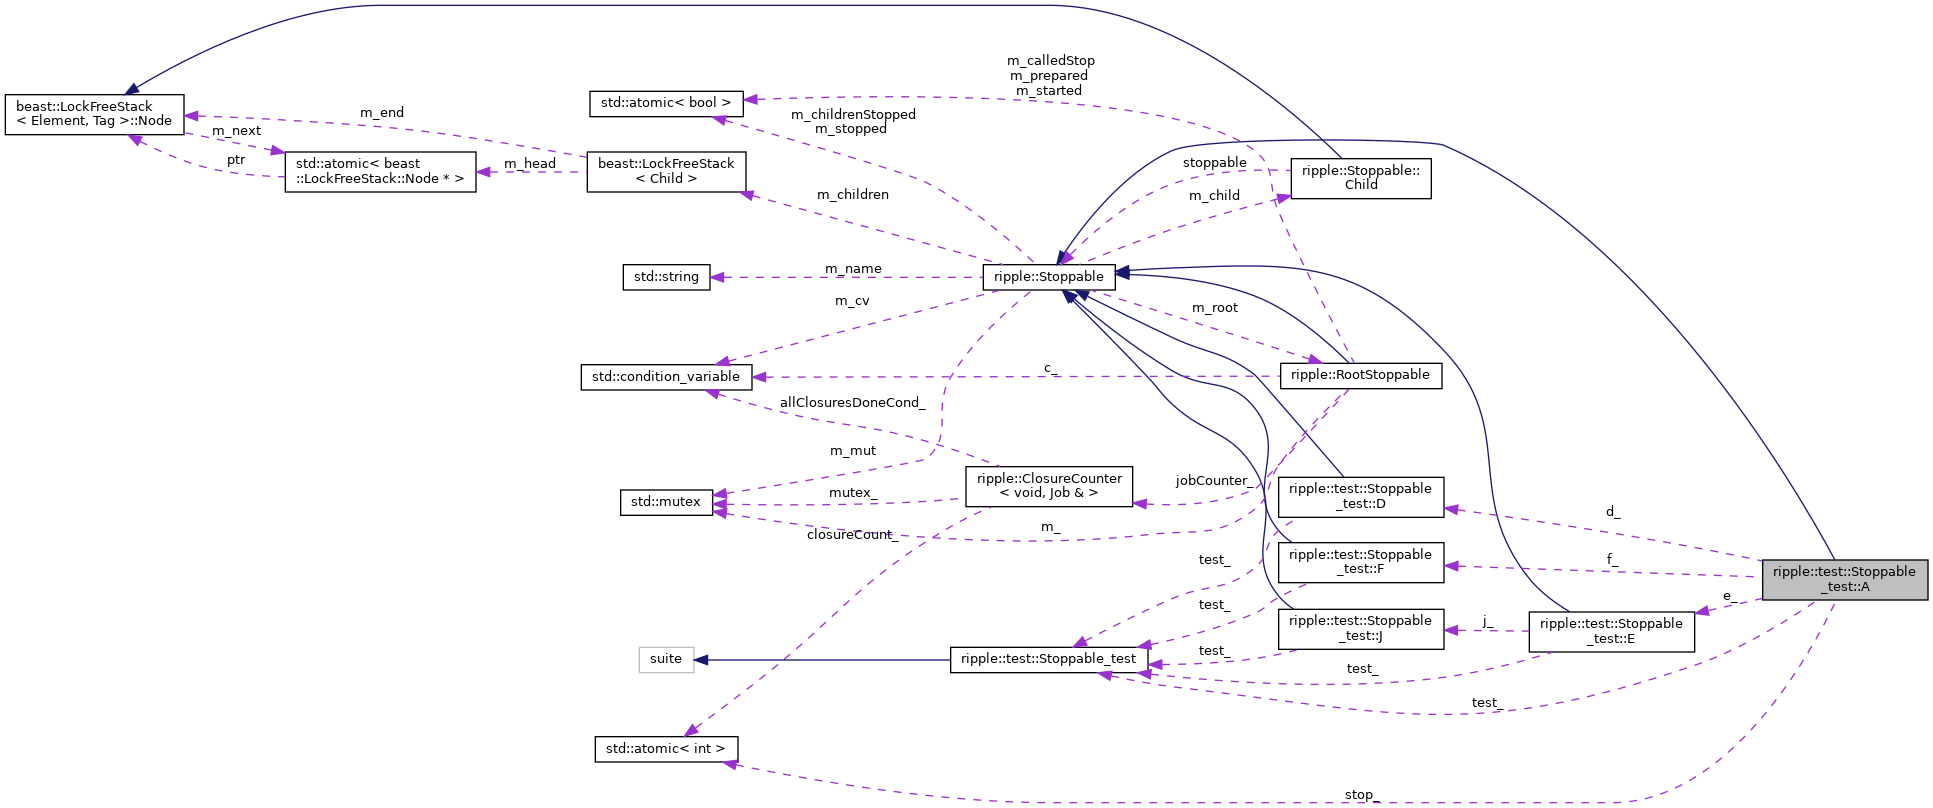 m_calledStop
m_prepared
m_started
beast::LockFreeStack
< Element, Tag >::Node
std::atomic< bool >
m_end
m_childrenStopped
m_stopped
m_next
ptr
std::atomic< beast
::LockFreeStack::Node * >
m_head
beast::LockFreeStack
< Child >
stoppable
ripple::Stoppable::
Child
m_children
m_child
std::string
m_name
ripple::Stoppable
m_cv
m_root
std::condition_variable
c_
ripple::RootStoppable
allClosuresDoneCond_
m_mut
ripple::ClosureCounter
< void, Job & >
jobCounter_
ripple::test::Stoppable
_test::D
std::mutex
mutex_
d_
m_
closureCount_
ripple::test::Stoppable
_test::F
test_
f_
ripple::test::Stoppable
_test::A
test_
e_
ripple::test::Stoppable
_test::J
j_
ripple::test::Stoppable
_test::E
suite
ripple::test::Stoppable_test
test_
test_
test_
std::atomic< int >
stop_